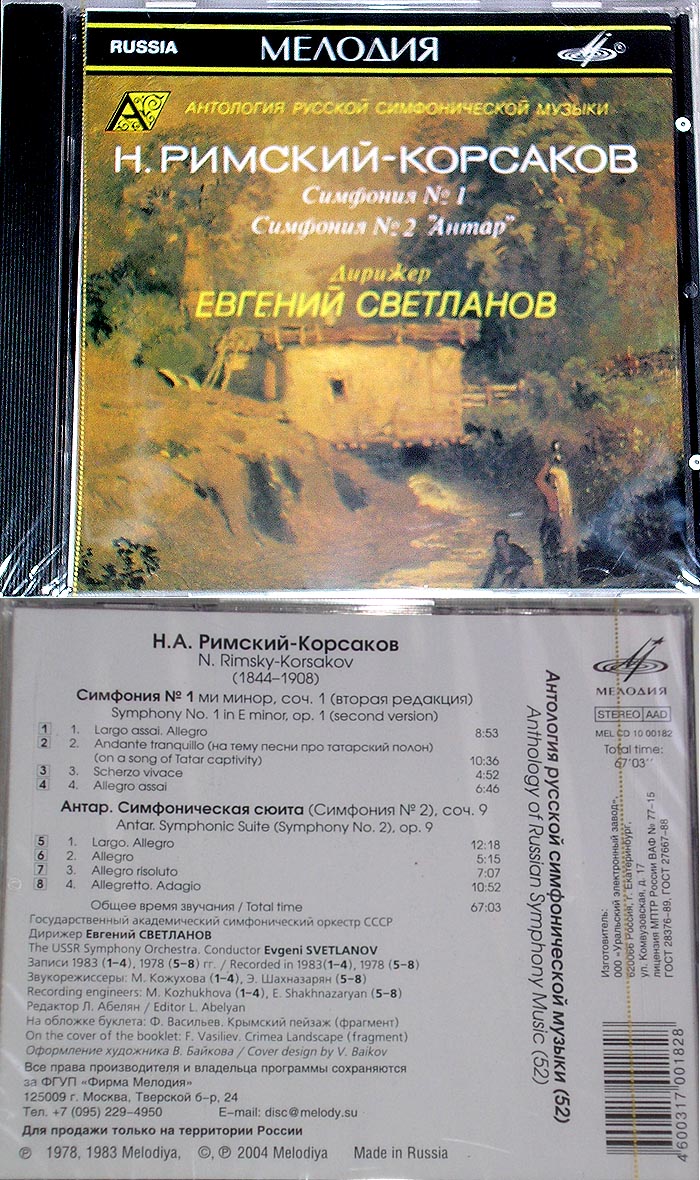 RUSSIA
МЕЛОДИЯ
®
А
АНТОЛОГИЯ РУССКОЙ СИМФОНИЧЕСКОЙ МУЗЫКИ
Н. РИМСКИЙ-КОРСАКОВ
Симфония № 1
Симфония № 2 "Антар"
Дирижер
ЕВГЕНИЙ СВЕТЛАНОВ
Н.А. Римский-Корсаков
N. Rimsky-Korsakov
(1844–1908)
Симфония № 1 ми минор, соч. 1 (вторая редакция)
Symphony No. 1 in E minor, op. 1 (second version)
1 1. Largo assai. Allegro 8:53
2 2. Andante tranquillo (на тему песни про татарский полон)
(on a song of Tatar captivity) 10:36
3 3. Scherzo vivace 4:52
4 4. Allegro assai 6:46
Антар. Симфоническая сюита (Симфония № 2), соч. 9
Antar. Symphonic Suite (Symphony No. 2), op. 9
5 1. Largo. Allegro 12:18
6 2. Allegro 5:15
7 3. Allegro risoluto 7:07
8 4. Allegretto. Adagio 10:52
Общее время звучания / Total time 67:03
Государственный академический симфонический оркестр СССР
Дирижер Евгений СВЕТЛАНОВ
The USSR Symphony Orchestra. Conductor Evgeni SVETLANOV
Записи 1983 (1–4), 1978 (5–8) гг. / Recorded in 1983(1–4), 1978 (5–8)
Звукорежиссеры: М. Кожухова (1–4), Э. Шахназарян (5–8)
Recording engineers: M. Kozhukhova (1–4), E. Shakhnazaryan (5–8)
Редактор Л. Абелян / Editor L. Abelyan
На обложке буклета: Ф. Васильев. Крымский пейзаж (фрагмент)
On the cover of the booklet: F. Vasiliev. Crimea Landscape (fragment)
Оформление художника В. Байкова / Cover design by V. Baikov
Все права производителя и владельца программы сохраняются
за ФГУП «Фирма Мелодия»
125009 г. Москва, Тверской б-р, 24
Тел. +7 (095) 229-4950 E-mail: disc@melody.su
Для продажи только на территории России
℗ 1978, 1983 Melodiya, ©, ℗ 2004 Melodiya Made in Russia
Антология русской симфонической музыки (52)
Anthology of Russian Symphony Music (52)
МЕЛОДИЯ
STEREO AAD
MEL CD 10 00182
Total time:
67'03''
Изготовитель:
ООО «Уральский электронный завод»,
620066 Россия, г. Екатеринбург,
ул. Комвузовская, д. 17
лицензия МПТР России ВАФ № 77-15
ГОСТ 28376-89, ГОСТ 27667-88
4 600317 001828